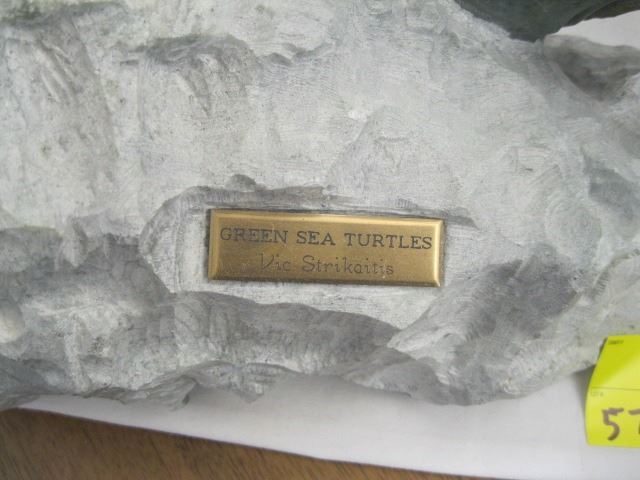 GREEN SEA TURTLES
Vic Strikaitis
57